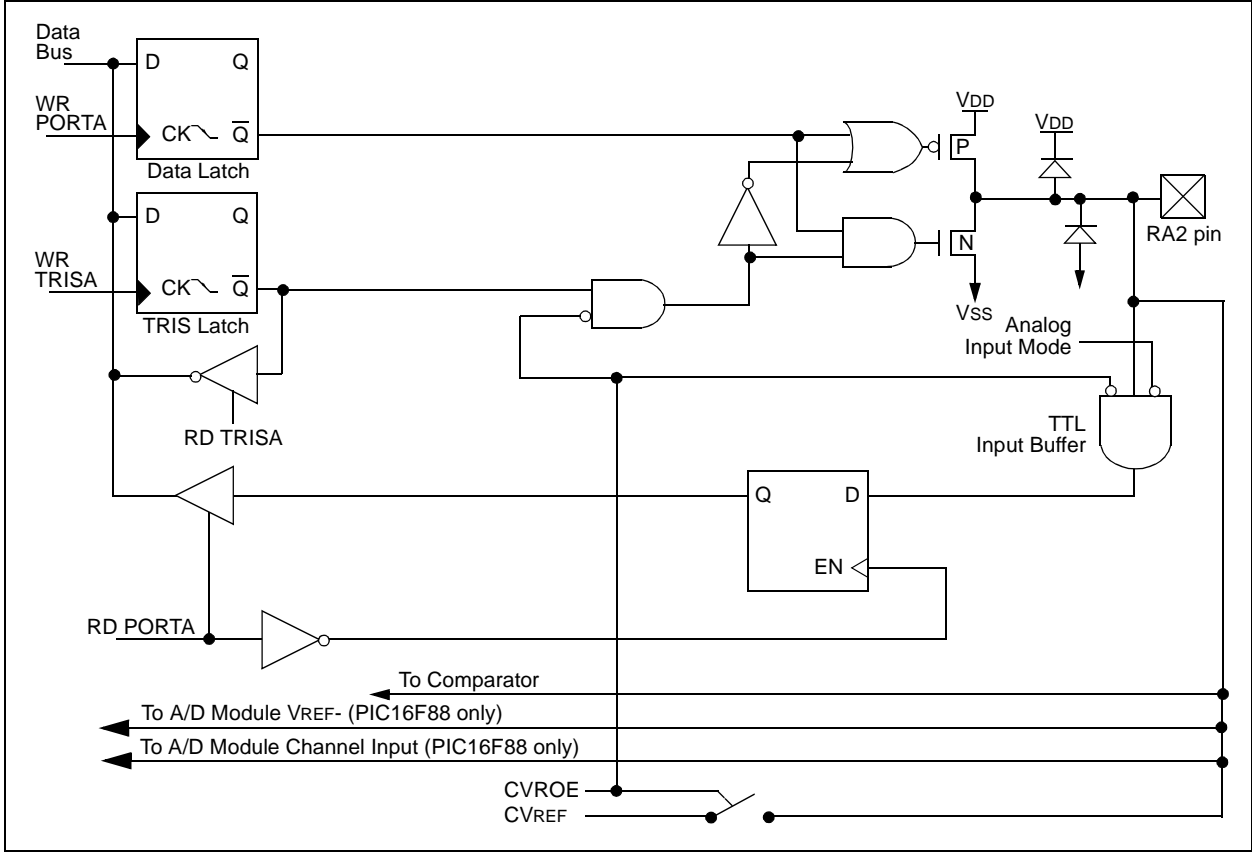 Data
Bus
D Q
WR
PORTA
CK Q
Data Latch
VDD
P
VDD
D Q
N
RA2 pin
WR
TRISA
CK Q
TRIS Latch
VSS
Analog
Input Mode
RD TRISA
TTL
Input Buffer
Q D
EN
RD PORTA
To Comparator
To A/D Module VREF- (PIC16F88 only)
To A/D Module Channel Input (PIC16F88 only)
CVROE
CVREF